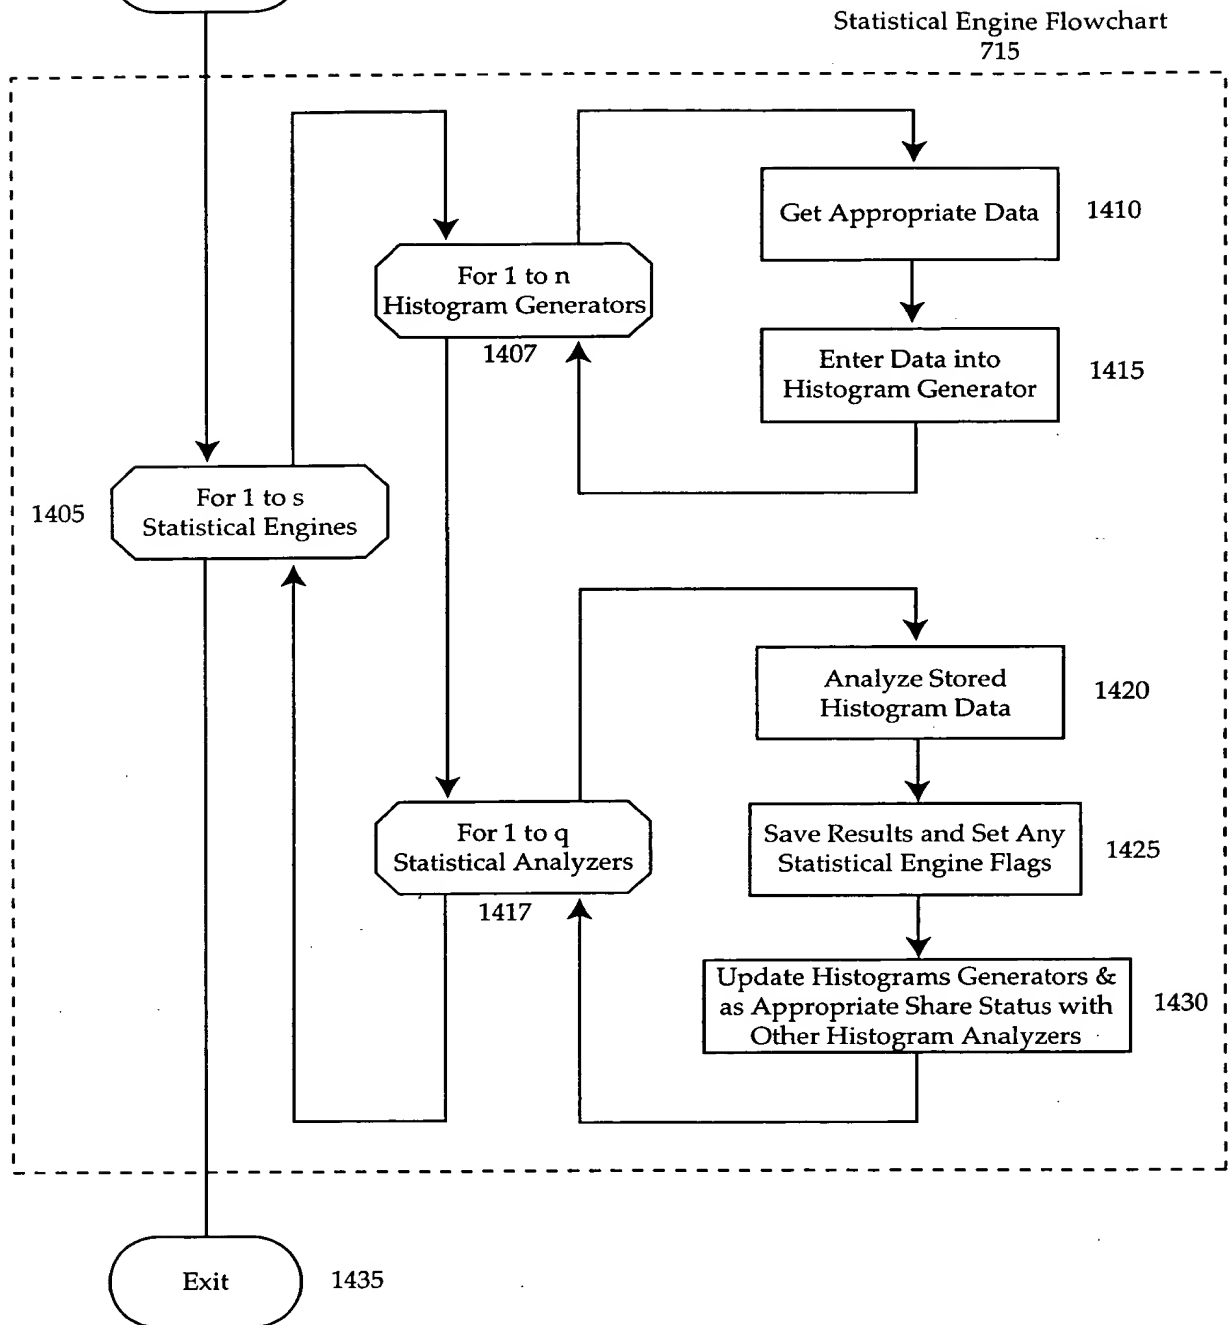 Statistical Engine Flowchart
715
Get Appropriate Data
1410
For 1 to n
Histogram Generators
1407
Enter Data into
Histogram Generator
1415
1405
For 1 to s
Statistical Engines
Analyze Stored
Histogram Data
1420
For 1 to q
Statistical Analyzers
1417
Save Results and Set Any
Statistical Engine Flags
1425
Update Histograms Generators &
as Appropriate Share Status with
Other Histogram Analyzers
1430
Exit
1435